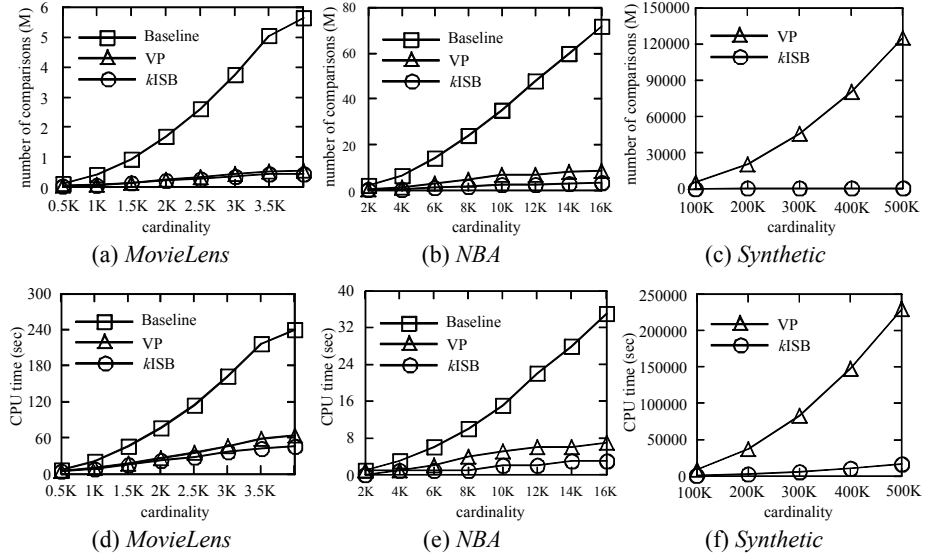 number of comparisons (M)
6
5
4
3
2
1
0
Baseline
VP
kISB
0.5K 1K 1.5K 2K 2.5K 3K 3.5K
cardinality
(a) MovieLens
number of comparisons (M)
80
60
40
20
0
Baseline
VP
kISB
2K 4K 6K 8K 10K 12K 14K 16K
cardinality
(b) NBA
number of comparisons (M)
150000
120000
90000
60000
30000
0
VP
kISB
100K 200K 300K 400K 500K
cardinality
(c) Synthetic
CPU time (sec)
300
240
180
120
60
0
Baseline
VP
kISB
0.5K 1K 1.5K 2K 2.5K 3K 3.5K
cardinality
(d) MovieLens
CPU time (sec)
40
32
24
16
8
0
Baseline
VP
kISB
2K 4K 6K 8K 10K 12K 14K 16K
cardinality
(e) NBA
CPU time (sec)
250000
200000
150000
100000
50000
0
VP
kISB
100K 200K 300K 400K 500K
cardinality
(f) Synthetic